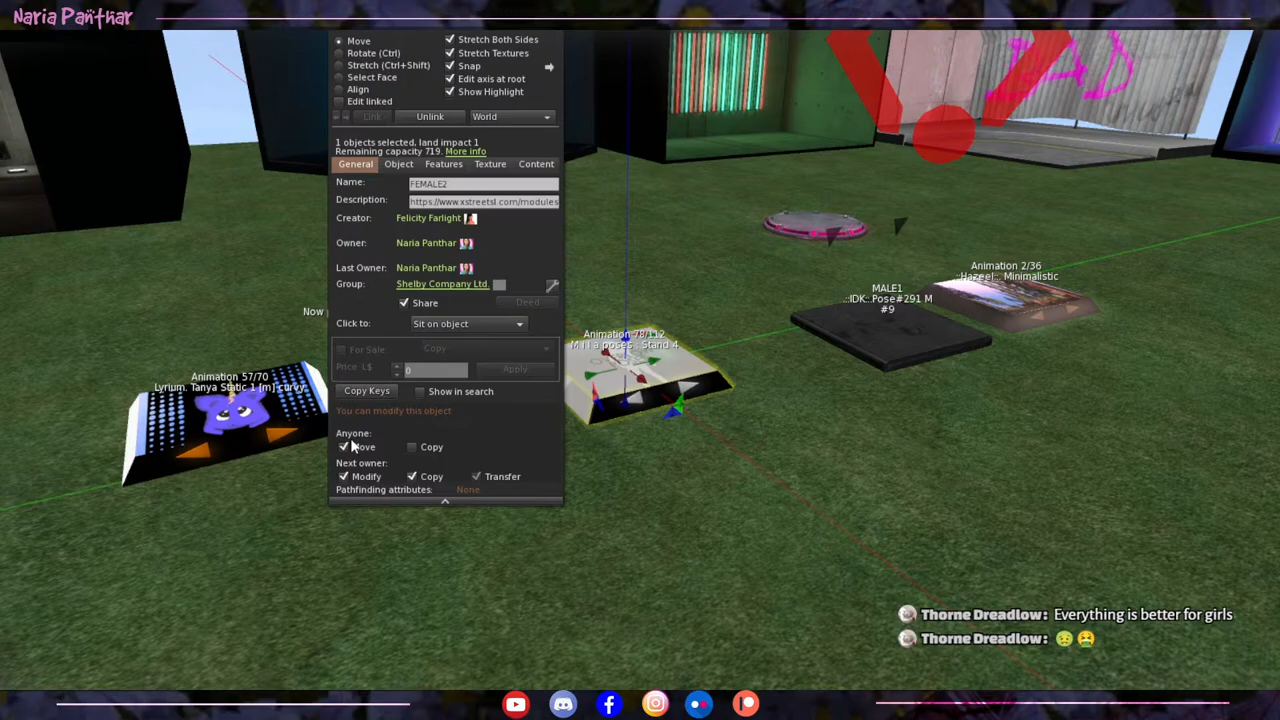 Naria Panthar
Move
Rotate (Ctrl)
Stretch (Ctrl+Shift)
Select Face
Align
Edit linked
Stretch Both Sides
Stretch Textures
Snap
Edit axis at root
Show Highlight
Link
Unlink
World
1 objects selected, land impact 1
Remaining capacity 719. More info
General Object Features Texture Content
Name: FEMALE2
Description: https://www.xstreetsl.com/modules
Creator: Felicity Farlight
Owner: Naria Panthar
Last Owner: Naria Panthar
Group: Shelby Company Ltd.
Share
Deed
Click to: Sit on object
For Sale: Copy
Price L$ 0 Apply
Copy Keys Show in search
You can modify this object
Anyone:
Copy
Next owner:
Modify Copy Transfer
Pathfinding attributes: None
Now
Animation 57/70
Lyrium. Tanya Static 1 [m] curvy
Animation 78/112
M i l a poses . Stand 4
MALE1
.::IDK::.Pose#291 M
#9
Animation 2/36
.:Hazeel:. Minimalistic
Thorne Dreadlow: Everything is better for girls
Thorne Dreadlow: 🤢 🤮